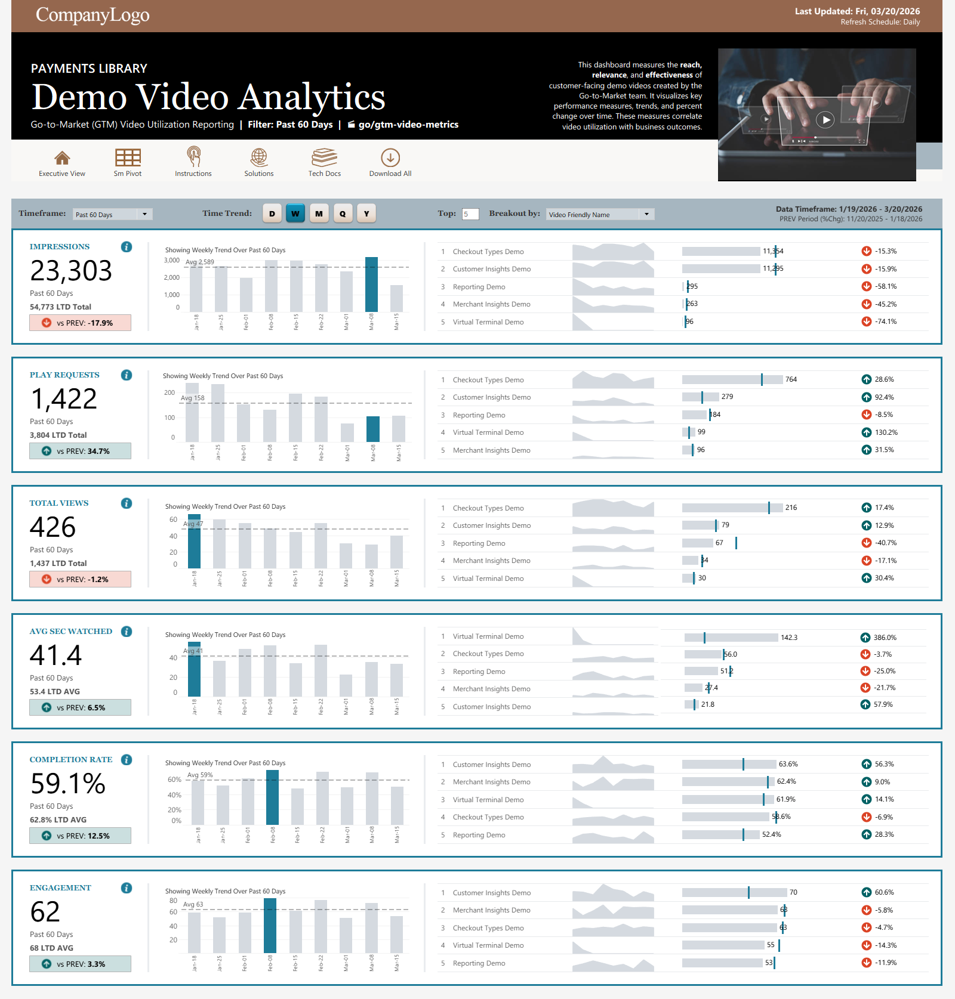 CompanyLogo
Last Updated: Fri, 03/20/2026
Refresh Schedule: Daily
PAYMENTS LIBRARY
Demo Video Analytics
Go-to-Market (GTM) Video Utilization Reporting | Filter: Past 60 Days | go/gtm-video-metrics
This dashboard measures the reach,
relevance, and effectiveness of
customer-facing demo videos created by the
Go-to-Market team. It visualizes key
performance measures, trends, and percent
change over time. These measures correlate
video utilization with business outcomes.
Executive View
Sm Pivot
Instructions
Solutions
Tech Docs
Download All
Timeframe: Past 60 Days
Time Trend: D W M Q Y
Top: 5
Breakout by: Video Friendly Name
Data Timeframe: 1/19/2026 - 3/20/2026
PREV Period (%Chg): 11/20/2025 - 1/18/2026
IMPRESSIONS
23,303
Past 60 Days
54,773 LTD Total
vs PREV: -17.9%
Showing Weekly Trend Over Past 60 Days
3,000
Avg 2,589
2,000
1,000
0
Jan-18 Jan-25 Feb-01 Feb-08 Feb-15 Feb-22 Mar-01 Mar-08 Mar-15
1 Checkout Types Demo 11,354 -15.3%
2 Customer Insights Demo 11,295 -15.9%
3 Reporting Demo 295 -58.1%
4 Merchant Insights Demo 263 -45.2%
5 Virtual Terminal Demo 96 -74.1%
PLAY REQUESTS
1,422
Past 60 Days
3,804 LTD Total
vs PREV: 34.7%
Showing Weekly Trend Over Past 60 Days
200
Avg 158
100
0
Jan-18 Jan-25 Feb-01 Feb-08 Feb-15 Feb-22 Mar-01 Mar-08 Mar-15
1 Checkout Types Demo 764 28.6%
2 Customer Insights Demo 279 92.4%
3 Reporting Demo 184 -8.5%
4 Virtual Terminal Demo 99 130.2%
5 Merchant Insights Demo 96 31.5%
TOTAL VIEWS
426
Past 60 Days
1,437 LTD Total
vs PREV: -1.2%
Showing Weekly Trend Over Past 60 Days
60
Avg 47
40
20
0
Jan-18 Jan-25 Feb-01 Feb-08 Feb-15 Feb-22 Mar-01 Mar-08 Mar-15
1 Checkout Types Demo 216 17.4%
2 Customer Insights Demo 79 12.9%
3 Reporting Demo 67 -40.7%
4 Merchant Insights Demo 34 -17.1%
5 Virtual Terminal Demo 30 30.4%
AVG SEC WATCHED
41.4
Past 60 Days
53.4 LTD AVG
vs PREV: 6.5%
Showing Weekly Trend Over Past 60 Days
Avg 41
40
20
0
Jan-18 Jan-25 Feb-01 Feb-08 Feb-15 Feb-22 Mar-01 Mar-08 Mar-15
1 Virtual Terminal Demo 142.3 386.0%
2 Checkout Types Demo 56.0 -3.7%
3 Reporting Demo 51.2 -25.0%
4 Merchant Insights Demo 27.4 -21.7%
5 Customer Insights Demo 21.8 57.9%
COMPLETION RATE
59.1%
Past 60 Days
62.8% LTD AVG
vs PREV: 12.5%
Showing Weekly Trend Over Past 60 Days
Avg 59%
60%
40%
20%
0%
Jan-18 Jan-25 Feb-01 Feb-08 Feb-15 Feb-22 Mar-01 Mar-08 Mar-15
1 Customer Insights Demo 63.6% 56.3%
2 Merchant Insights Demo 62.4% 9.0%
3 Virtual Terminal Demo 61.9% 14.1%
4 Checkout Types Demo 58.6% -6.9%
5 Reporting Demo 52.4% 28.3%
ENGAGEMENT
62
Past 60 Days
68 LTD AVG
vs PREV: 3.3%
Showing Weekly Trend Over Past 60 Days
80
Avg 63
60
40
20
Jan-18 Jan-25 Feb-01 Feb-08 Feb-15 Feb-22 Mar-01 Mar-08 Mar-15
1 Customer Insights Demo 70 60.6%
2 Merchant Insights Demo 63 -5.8%
3 Checkout Types Demo 63 -4.7%
4 Virtual Terminal Demo 55 -14.3%
5 Reporting Demo 53 -11.9%